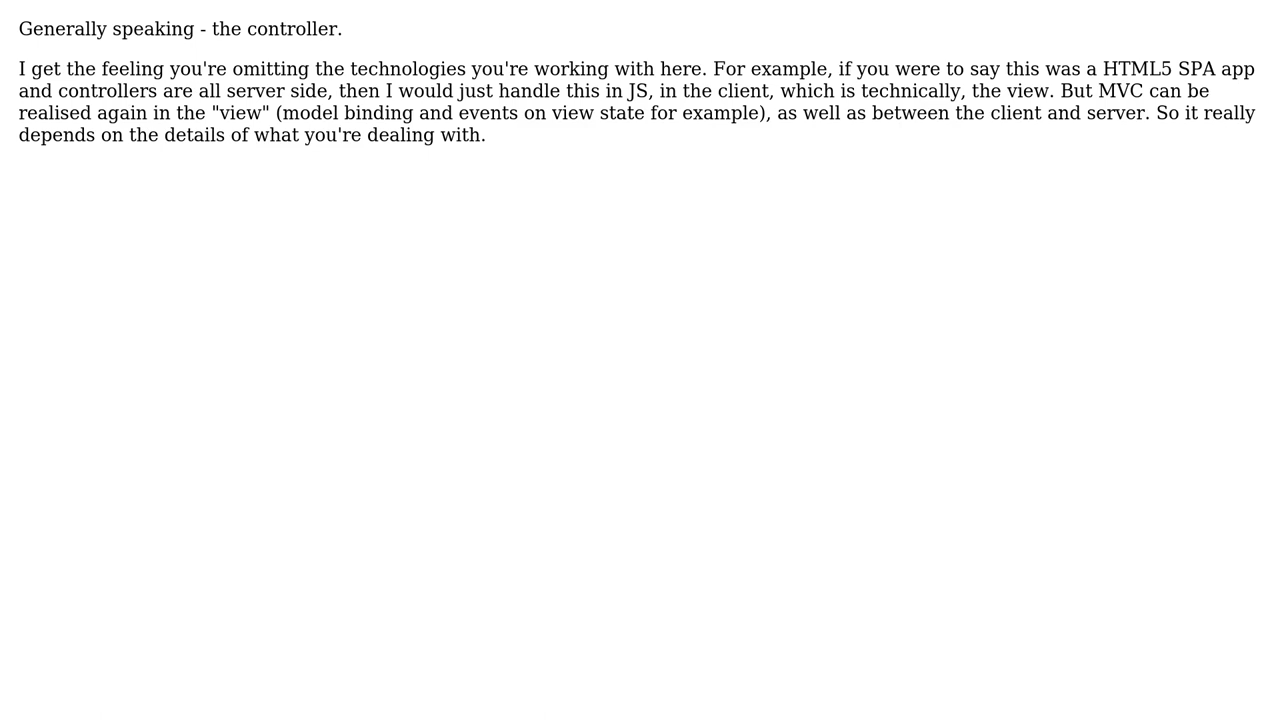 Generally speaking - the controller.
I get the feeling you're omitting the technologies you're working with here. For example, if you were to say this was a HTML5 SPA app
and controllers are all server side, then I would just handle this in JS, in the client, which is technically, the view. But MVC can be
realised again in the "view" (model binding and events on view state for example), as well as between the client and server. So it really
depends on the details of what you're dealing with.